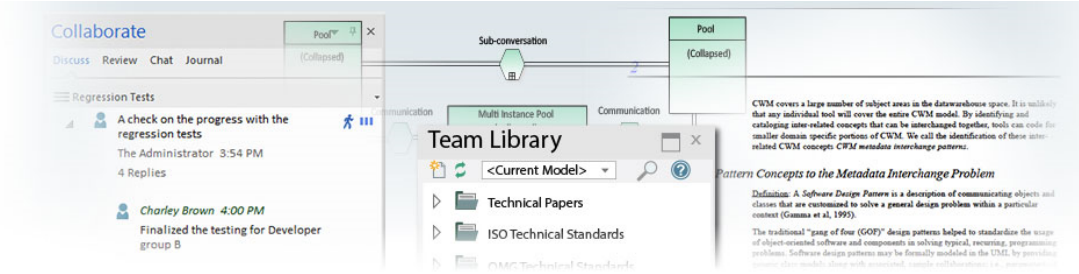 Collaborate
Discuss Review Chat Journal
Regression Tests
A check on the progress with the
regression tests
The Administrator 3:54 PM
4 Replies
Charley Brown 4:00 PM
Finalized the testing for Developer
group B
Pool
(Collapsed)
Sub-conversation
Pool
(Collapsed)
2
Communication
Multi Instance Pool
Communication
Team Library
<Current Model>
Technical Papers
ISO Technical Standards
OMG Technical Standards
CWM covers a large number of subject areas in the datawarehouse space. It is unlikely
that any individual tool will cover the entire CWM model. By identifying and
cataloging inter-related concepts that can be interchanged together, tools can code for
smaller domain specific portions of CWM. We call the identification of these inter-
related CWM concepts CWM metadata interchange patterns.
Pattern Concepts to the Metadata Interchange Problem
Definition: A Software Design Pattern is a description of communicating objects and
classes that are customized to solve a general design problem within a particular
context (Gamma et al, 1995).
The traditional "gang of four (GOF)" design patterns helped to standardize the usage
of object-oriented software and components in solving typical, recurring, programming
problems. Software design patterns may be formally modeled in the UML by providing